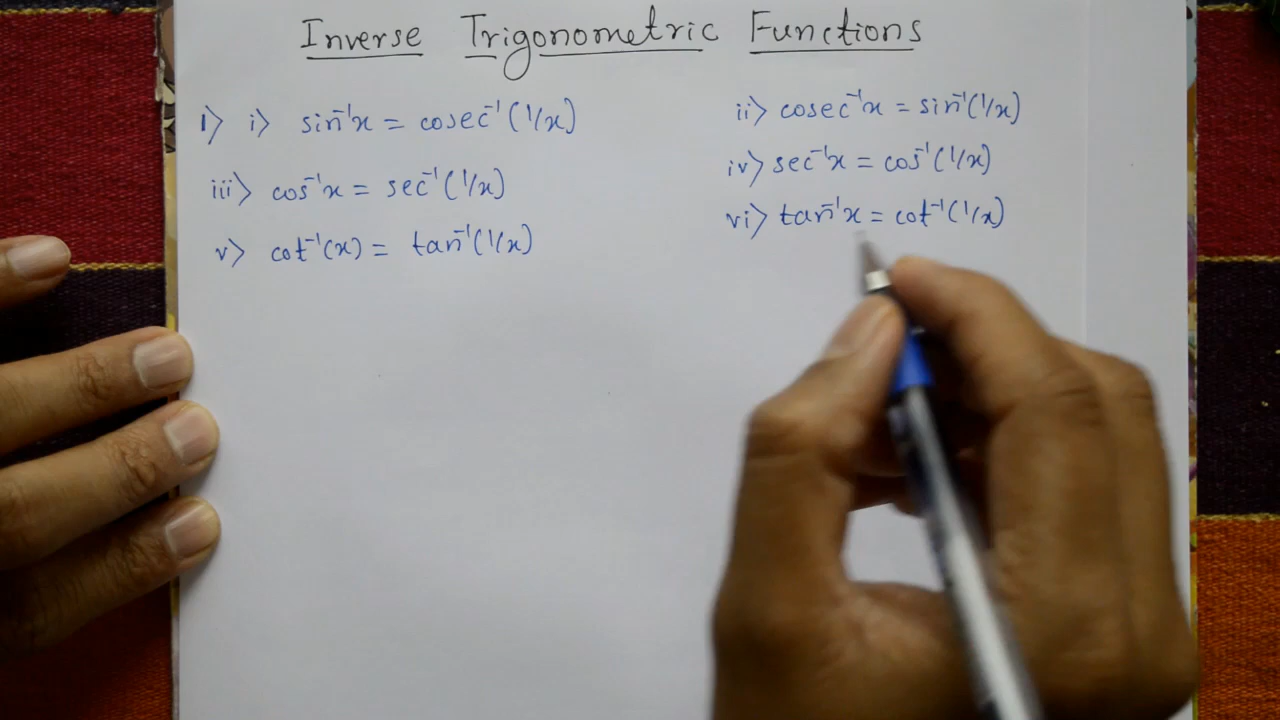 Inverse Trigonometric Functions
1) i) sin⁻¹x = cosec⁻¹(1/x)
ii) cosec⁻¹x = sin⁻¹(1/x)
iii) cos⁻¹x = sec⁻¹(1/x)
iv) sec⁻¹x = cos⁻¹(1/x)
v) cot⁻¹(x) = tan⁻¹(1/x)
vi) tan⁻¹x = cot⁻¹(1/x)